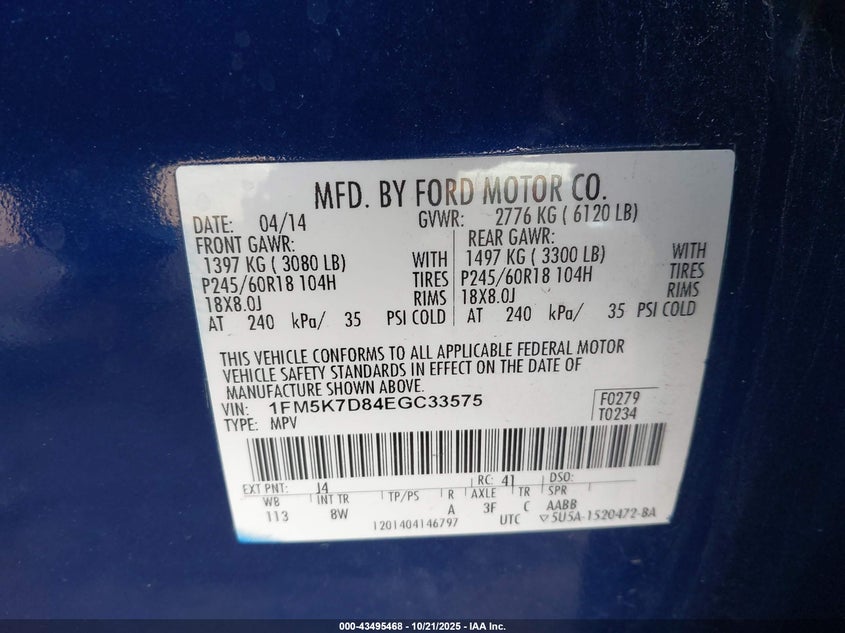 MFD. BY FORD MOTOR CO.
DATE: 04/14 GVWR: 2776 KG ( 6120 LB)
FRONT GAWR: REAR GAWR:
1397 KG ( 3080 LB) WITH 1497 KG ( 3300 LB) WITH
P245/60R18 104H TIRES P245/60R18 104H TIRES
18X8.0J RIMS 18X8.0J RIMS
AT 240 kPa/ 35 PSI COLD AT 240 kPa/ 35 PSI COLD
THIS VEHICLE CONFORMS TO ALL APPLICABLE FEDERAL MOTOR
VEHICLE SAFETY STANDARDS IN EFFECT ON THE DATE OF
MANUFACTURE SHOWN ABOVE.
VIN: 1FM5K7D84EGC33575 F0279
TYPE: MPV T0234
EXT PNT: J4 RC: 41 DSO:
WB INT TR TP/PS R AXLE TR SPR
113 8W A 3F C AABB
1201404146797 UTC ▽5U5A-1520472-BA
000-43495468 - 10/21/2025 - IAA Inc.